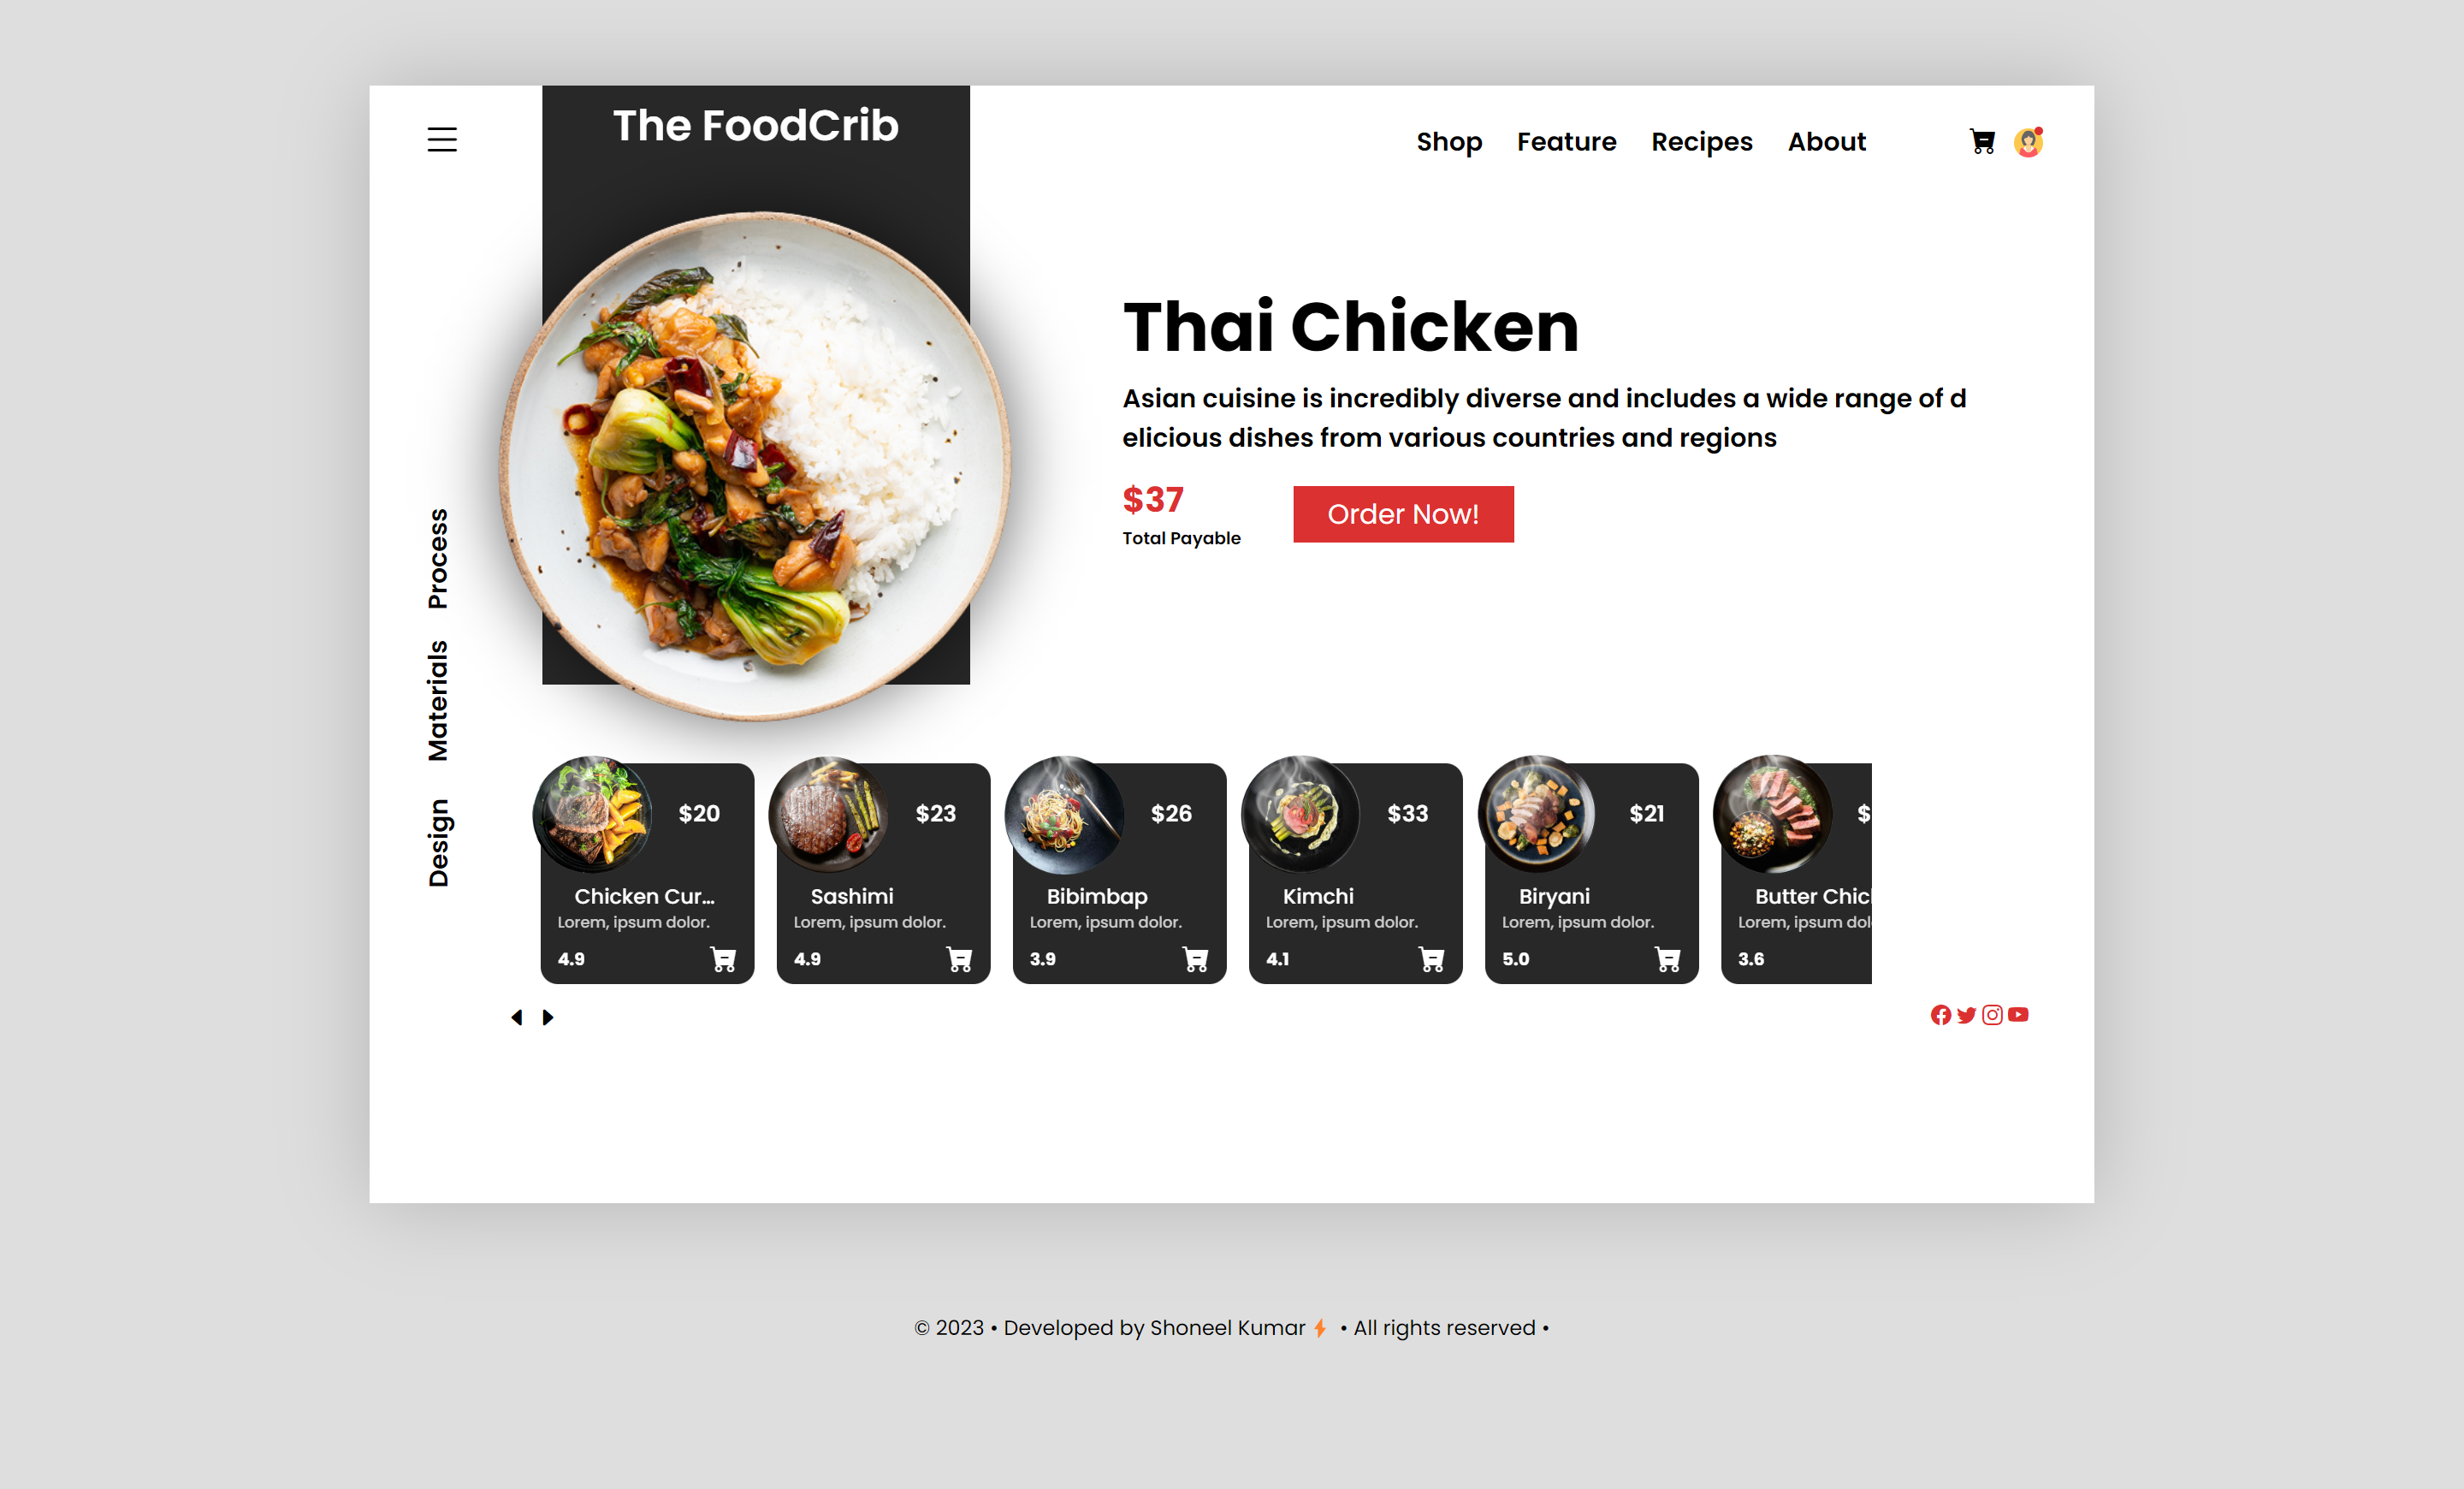 The FoodCrib
Shop Feature Recipes About
Thai Chicken
Asian cuisine is incredibly diverse and includes a wide range of d
elicious dishes from various countries and regions
$37
Total Payable
Order Now!
Process
Materials
Design
$20
Chicken Cur...
Lorem, ipsum dolor.
4.9
$23
Sashimi
Lorem, ipsum dolor.
4.9
$26
Bibimbap
Lorem, ipsum dolor.
3.9
$33
Kimchi
Lorem, ipsum dolor.
4.1
$21
Biryani
Lorem, ipsum dolor.
5.0
$
Butter Chic
Lorem, ipsum dol
3.6
© 2023 • Developed by Shoneel Kumar ⚡ • All rights reserved •